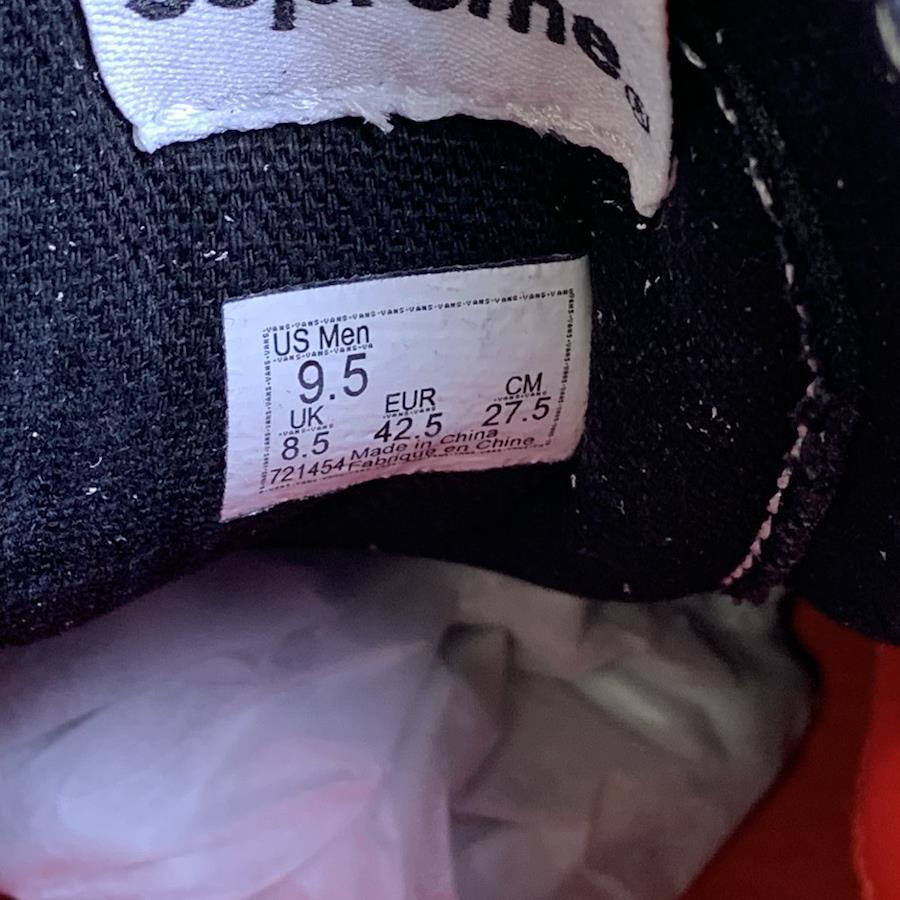 Supreme®
US Men
9.5
UK EUR CM
8.5 42.5 27.5
Made in China
721454 Fabriqué en Chine